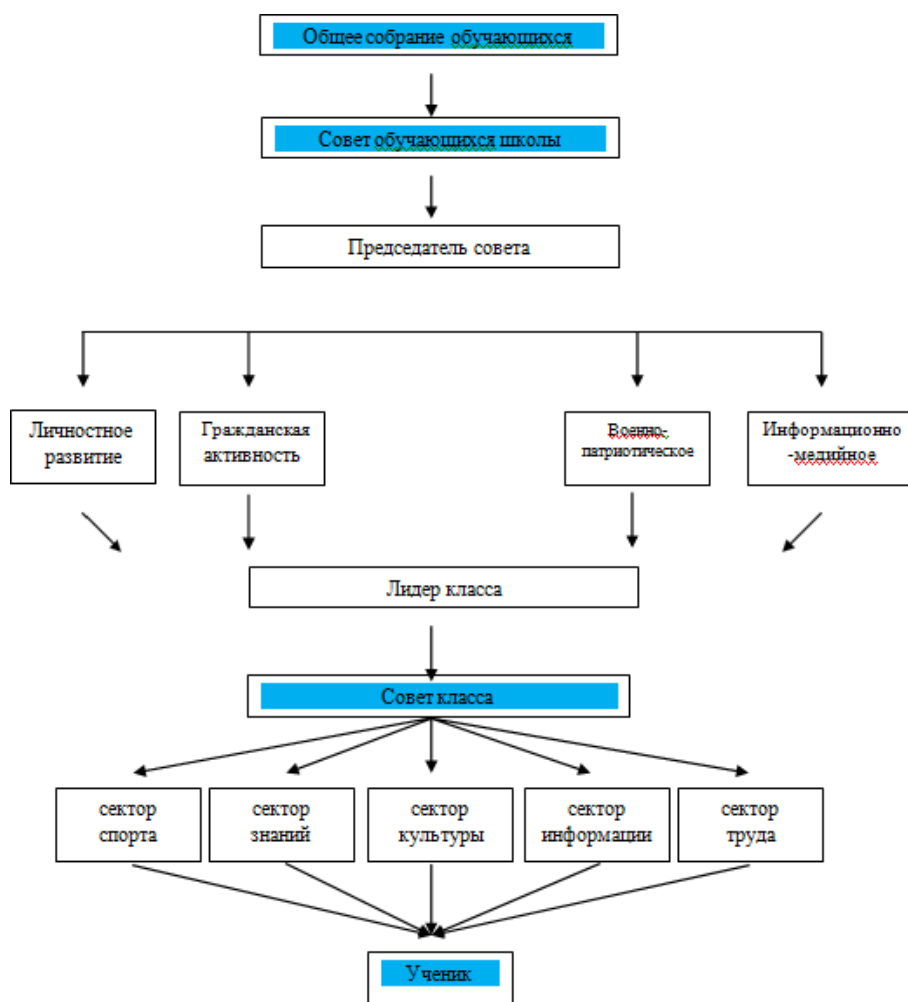 Общее собрание обучающихся
Совет обучающихся школы
Председатель совета
Личностное
развитие
Гражданская
активность
Военно-
патриотическое
Информационно
-медийное
Лидер класса
Совет класса
сектор
спорта
сектор
знаний
сектор
культуры
сектор
информации
сектор
труда
Ученик